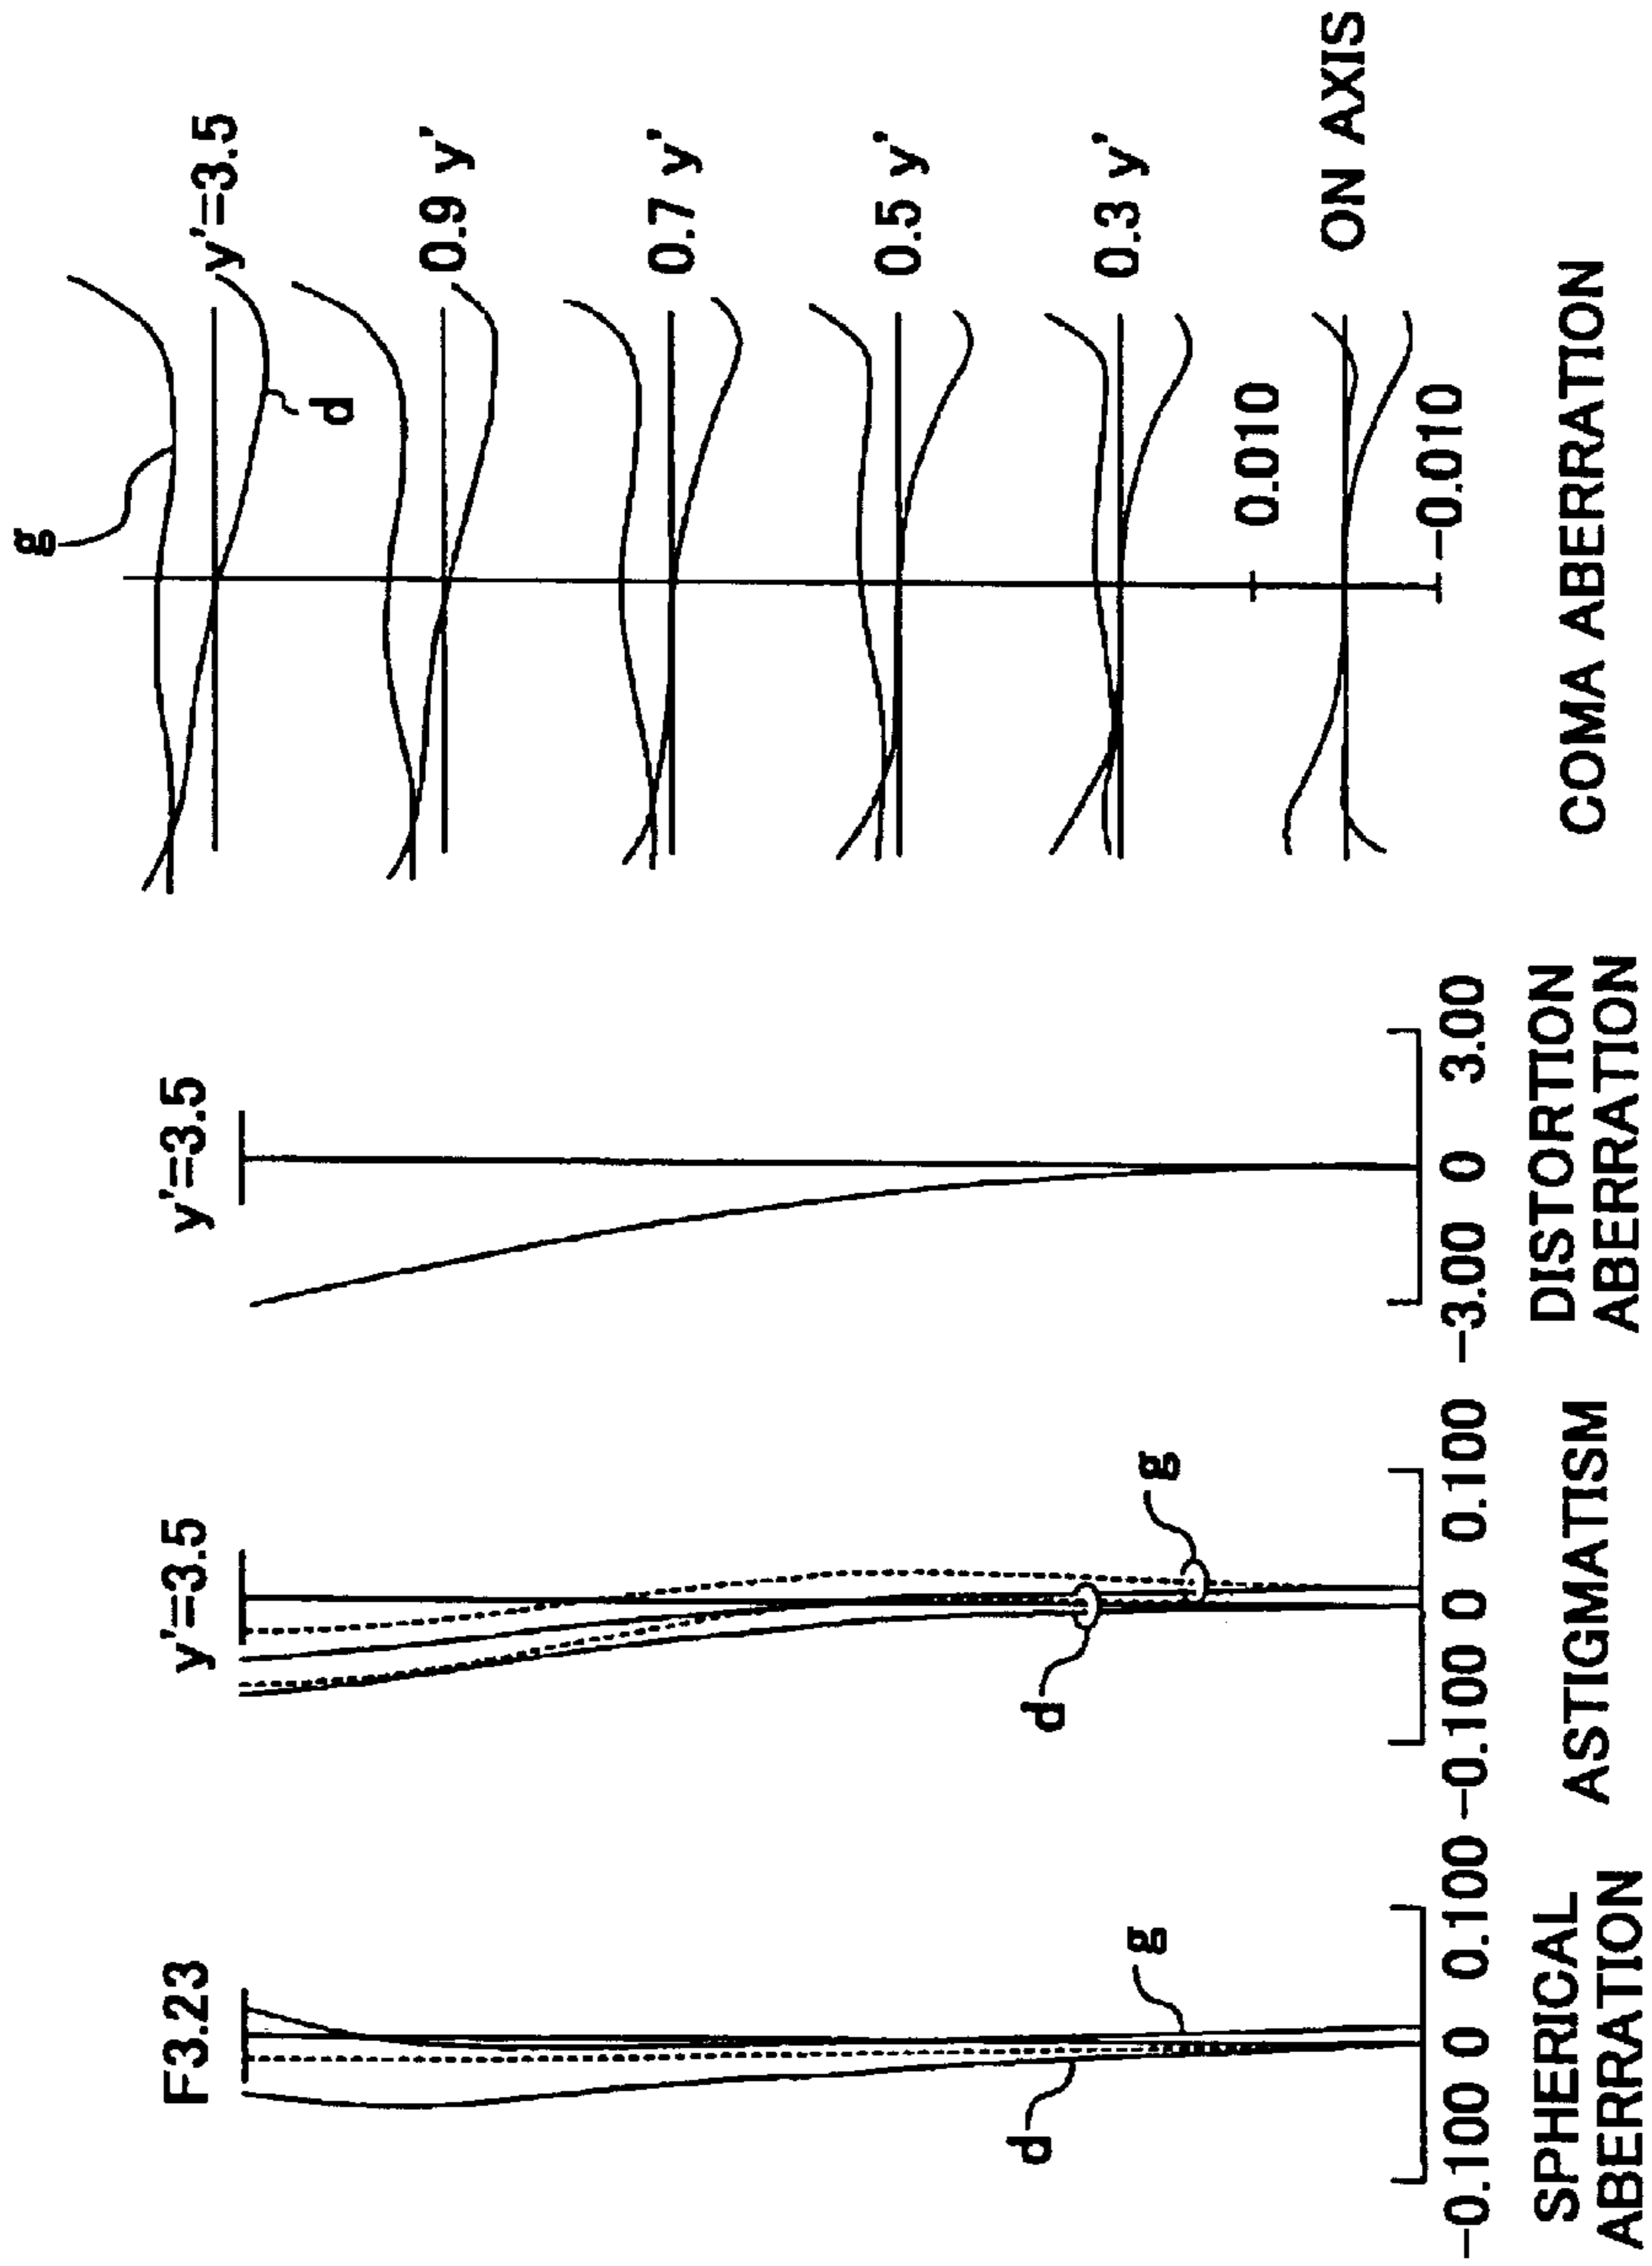 F3.23
g
d
-0.100 0 0.100
SPHERICAL
ABERRATION
y'=3.5
g
d
-0.100 0 0.100
ASTIGMATISM
y'=3.5
-3.00 0 3.00
DISTORTION
ABERRATION
g
y'=3.5
d
0.9 y'
0.7 y'
0.5 y'
0.3 y'
0.010
ON AXIS
-0.010
COMA ABERRATION